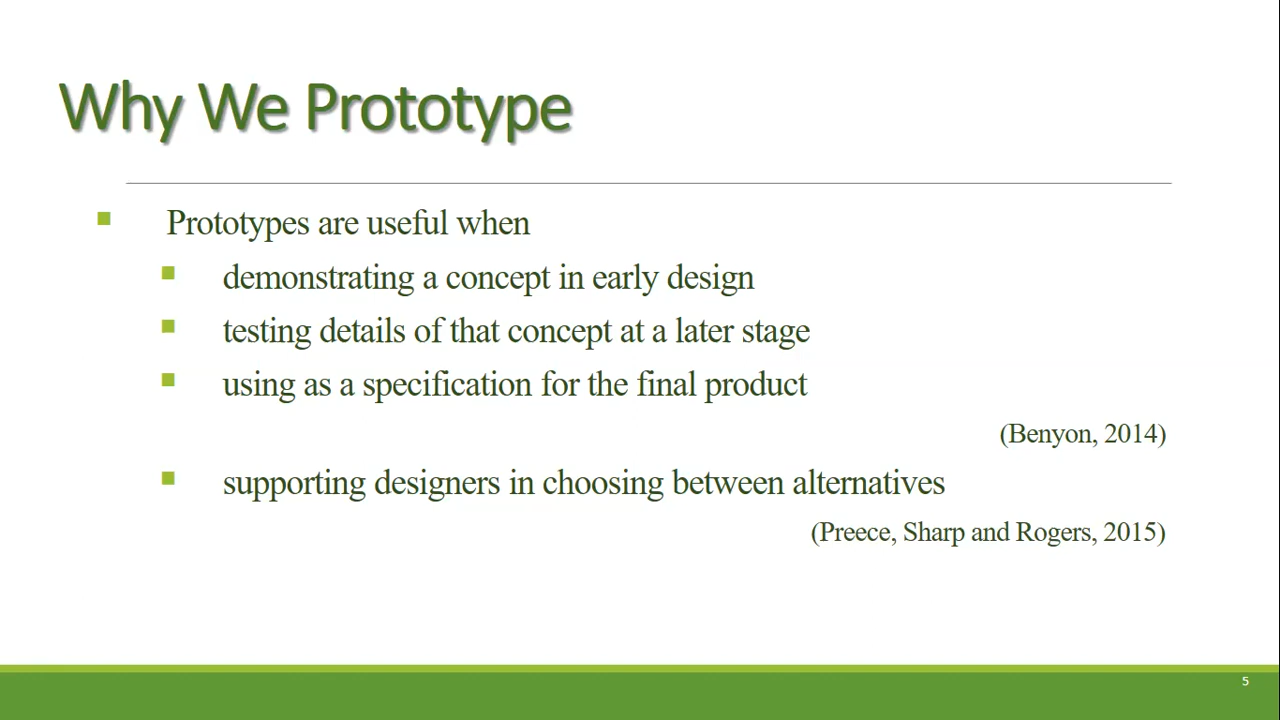 Why We Prototype
Prototypes are useful when
demonstrating a concept in early design
testing details of that concept at a later stage
using as a specification for the final product
(Benyon, 2014)
supporting designers in choosing between alternatives
(Preece, Sharp and Rogers, 2015)
5